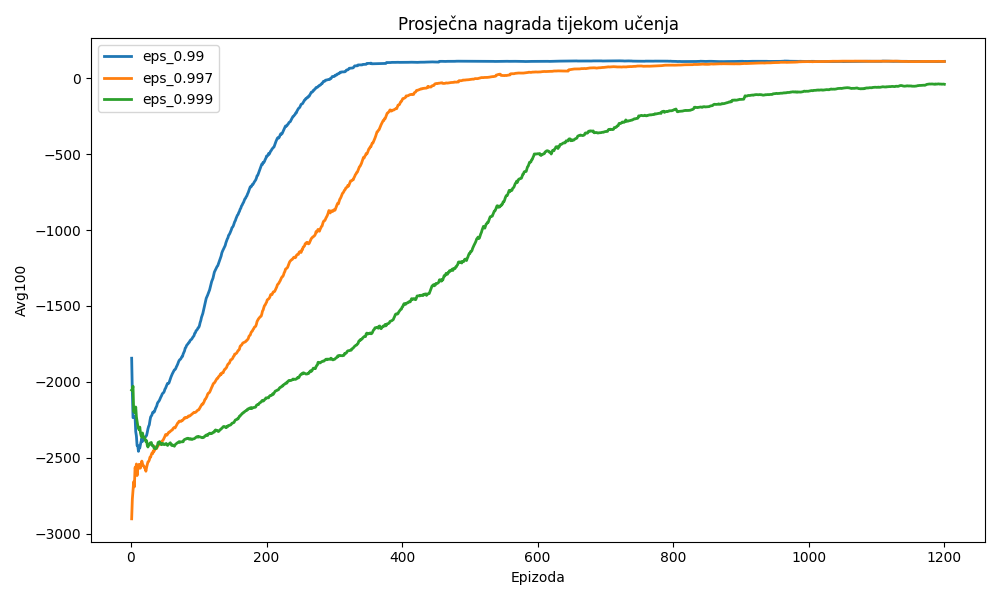 Prosječna nagrada tijekom učenja
eps_0.99
eps_0.997
eps_0.999
Avg100
0
−500
−1000
−1500
−2000
−2500
−3000
0 200 400 600 800 1000 1200
Epizoda